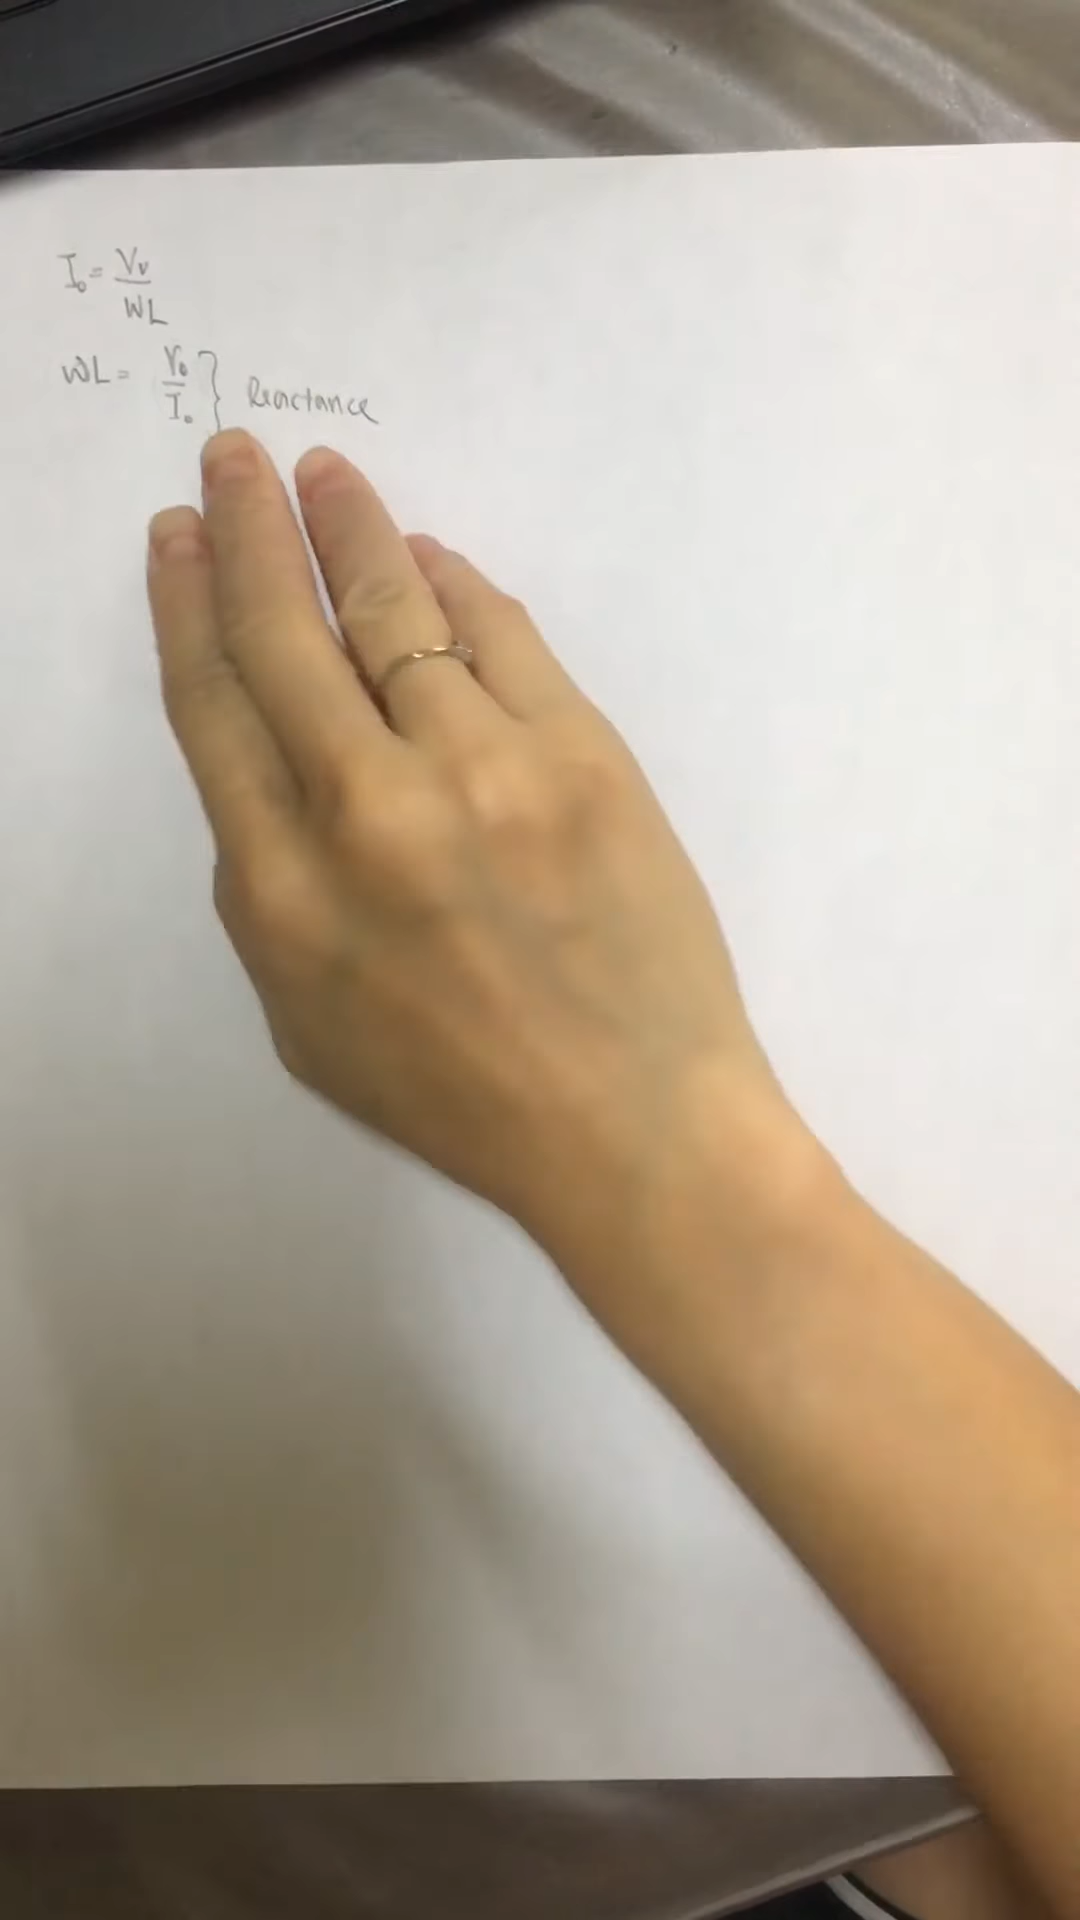 I₀ = V₀/WL
WL = V₀/I₀ } Reactance